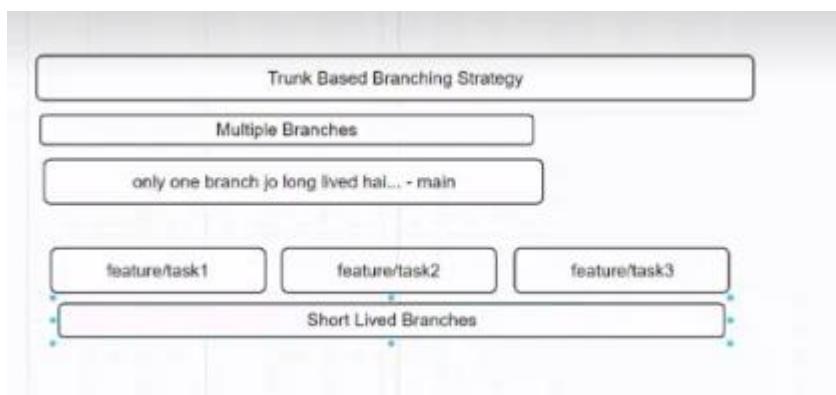 Trunk Based Branching Strategy
Multiple Branches
only one branch jo long lived hai... - main
feature/task1
feature/task2
feature/task3
Short Lived Branches